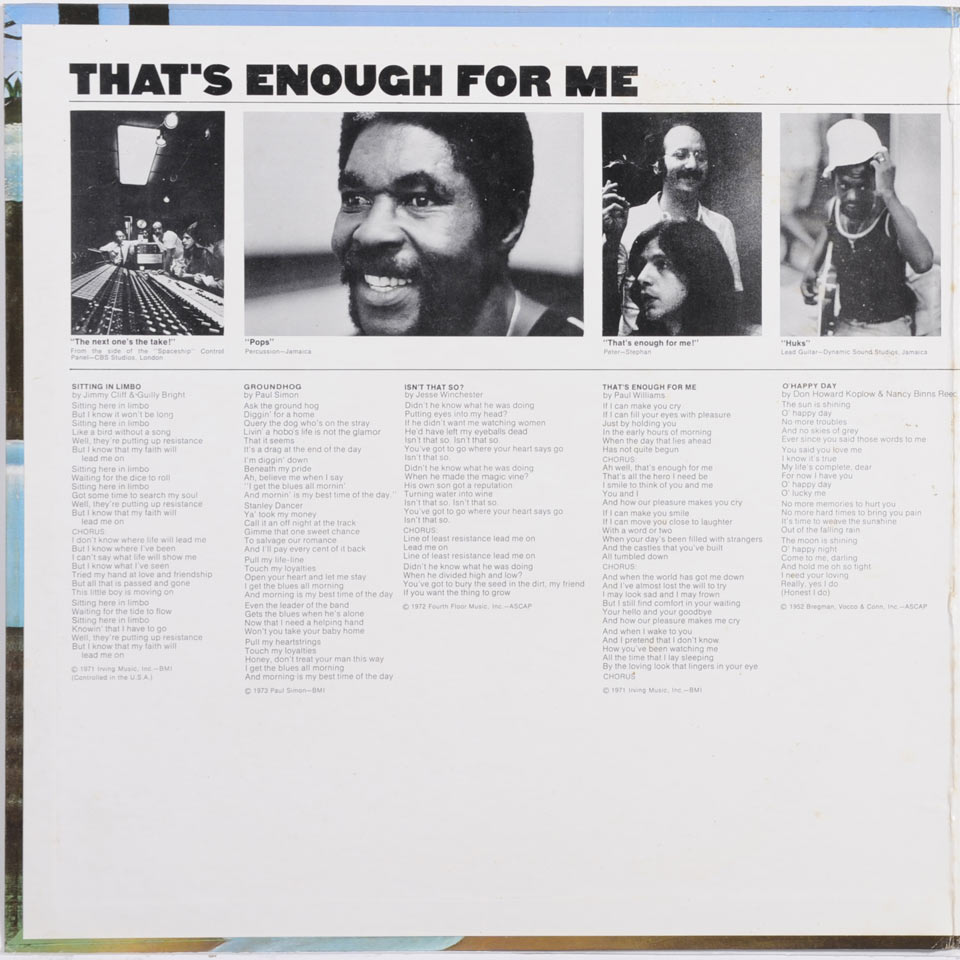 THAT'S ENOUGH FOR ME
"The next one's the take!"
From the side of the "Spaceship" Control
Panel—CBS Studios, London
"Pops"
Percussion—Jamaica
"That's enough for me!"
Peter—Stephan
"Huks"
Lead Guitar—Dynamic Sound Studios, Jamaica
SITTING IN LIMBO
by Jimmy Cliff & Guilly Bright
Sitting here in limbo
But I know it won't be long
Sitting here in limbo
Like a bird without a song
Well, they're putting up resistance
But I know that my faith will
lead me on
Sitting here in limbo
Waiting for the dice to roll
Sitting here in limbo
Got some time to search my soul
Well, they're putting up resistance
But I know that my faith will
lead me on
CHORUS:
I don't know where life will lead me
But I know where I've been
I can't say what life will show me
But I know what I've seen
Tried my hand at love and friendship
But all that is passed and gone
This little boy is moving on
Sitting here in limbo
Waiting for the tide to flow
Sitting here in limbo
Knowin' that I have to go
Well, they're putting up resistance
But I know that my faith will
lead me on
© 1971 Irving Music, Inc.—BMI
(Controlled in the U.S.A.)
GROUNDHOG
by Paul Simon
Ask the ground hog
Diggin' for a home
Query the dog who's on the stray
Livin' a hobo's life is not the glamor
That it seems
It's a drag at the end of the day
I'm diggin' down
Beneath my pride
Ah, believe me when I say
"I get the blues all mornin'
And mornin' is my best time of the day."
Stanley Dancer
Ya' took my money
Call it an off night at the track
Gimme that one sweet chance
To salvage our romance
And I'll pay every cent of it back
Pull my life-line
Touch my loyalties
Open your heart and let me stay
I get the blues all morning
And morning is my best time of the day
Even the leader of the band
Gets the blues when he's alone
Now that I need a helping hand
Won't you take your baby home
Pull my heartstrings
Touch my loyalties
Honey, don't treat your man this way
I get the blues all morning
And morning is my best time of the day
© 1973 Paul Simon—BMI
ISN'T THAT SO?
by Jesse Winchester
Didn't he know what he was doing
Putting eyes into my head?
If he didn't want me watching women
He'd have left my eyeballs dead
Isn't that so. Isn't that so.
You've got to go where your heart says go
Isn't that so.
Didn't he know what he was doing
When he made the magic vine?
His own son got a reputation
Turning water into wine
Isn't that so. Isn't that so.
You've got to go where your heart says go
Isn't that so.
CHORUS:
Line of least resistance lead me on
Lead me on
Line of least resistance lead me on
Didn't he know what he was doing
When he divided high and low?
You've got to bury the seed in the dirt, my friend
If you want the thing to grow
© 1972 Fourth Floor Music, Inc.—ASCAP
THAT'S ENOUGH FOR ME
by Paul Williams
If I can make you cry
If I can fill your eyes with pleasure
Just by holding you
In the early hours of morning
When the day that lies ahead
Has not quite begun
CHORUS:
Ah well, that's enough for me
That's all the hero I need be
I smile to think of you and me
You and I
And how our pleasure makes you cry
If I can make you smile
If I can move you close to laughter
With a word or two
When your day's been filled with strangers
And the castles that you've built
All tumbled down
CHORUS:
And when the world has got me down
And I've almost lost the will to try
I may look sad and I may frown
But I still find comfort in your waiting
Your hello and your goodbye
And how our pleasure makes me cry
And when I wake to you
And I pretend that I don't know
How you've been watching me
All the time that I lay sleeping
By the loving look that lingers in your eye
CHORUS
© 1971 Irving Music, Inc.—BMI
O'HAPPY DAY
by Don Howard Koplow & Nancy Binns Reed
The sun is shining
O' happy day
No more troubles
And no skies of grey
Ever since you said those words to me
You said you love me
I know it's true
My life's complete, dear
For now I have you
O' happy day
O' lucky me
No more memories to hurt you
No more hard times to bring you pain
It's time to weave the sunshine
Out of the falling rain
The moon is shining
O' happy night
Come to me, darling
And hold me oh so tight
I need your loving
Really, yes I do
(Honest I do)
© 1952 Bregman, Vocco & Conn, Inc.—ASCAP